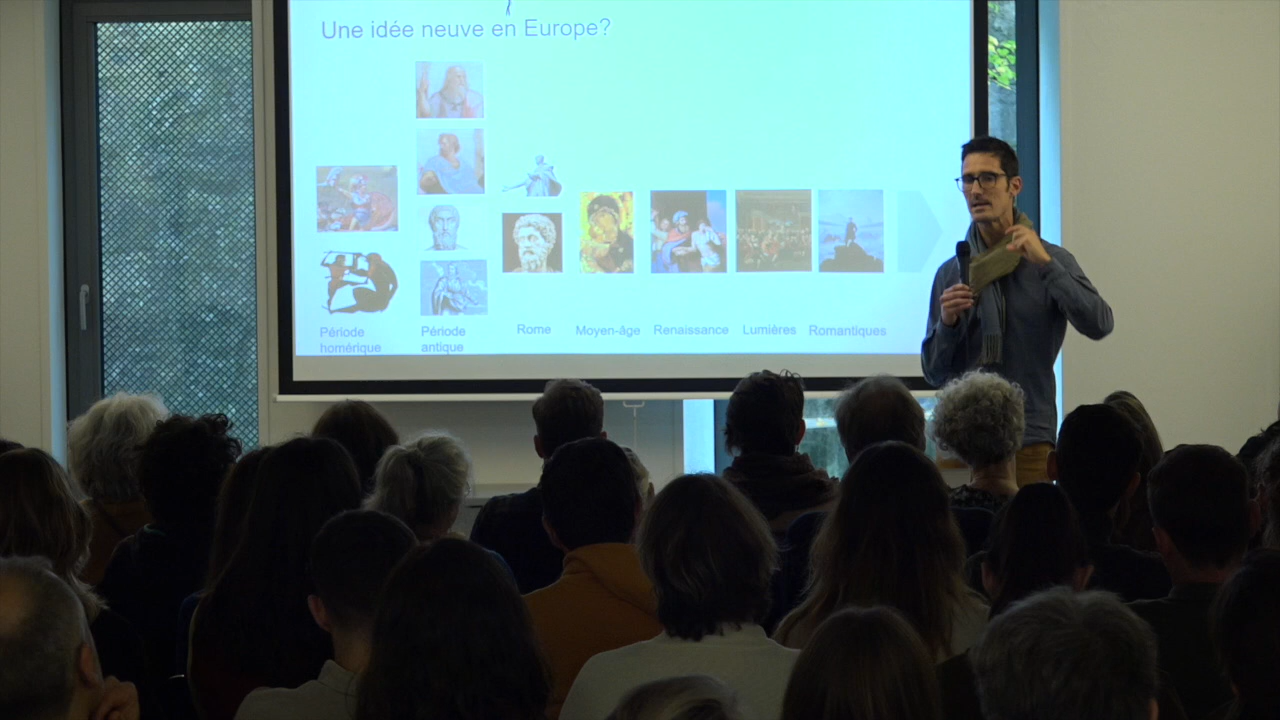 Une idée neuve en Europe?
Période
homérique
Période
antique
Rome
Moyen-âge
Renaissance
Lumières
Romantiques